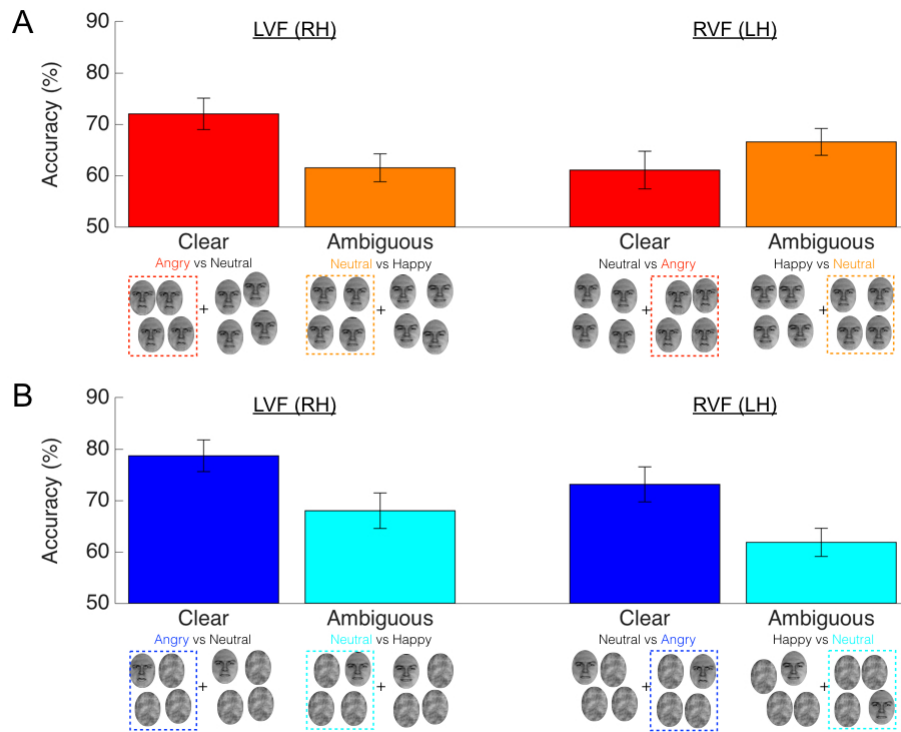 A
LVF (RH)
RVF (LH)
Accuracy (%)
90
80
70
60
50
Clear
Ambiguous
Clear
Ambiguous
Angry vs Neutral
Neutral vs Happy
Neutral vs Angry
Happy vs Neutral
+
+
+
+
B
LVF (RH)
RVF (LH)
Accuracy (%)
90
80
70
60
50
Clear
Ambiguous
Clear
Ambiguous
Angry vs Neutral
Neutral vs Happy
Neutral vs Angry
Happy vs Neutral
+
+
+
+